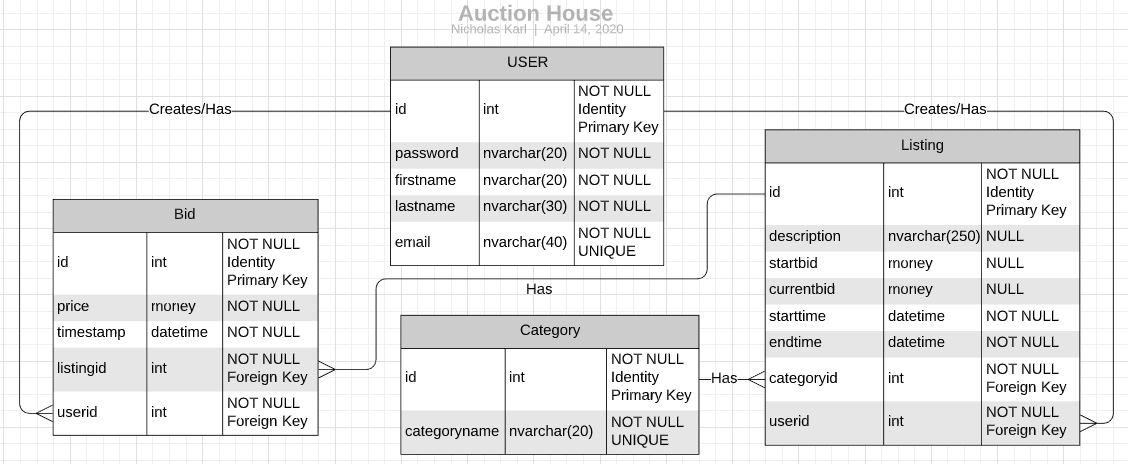 Auction House
Nicholas Karl | April 14, 2020
USER
id int NOT NULL
Identity
Primary Key
password nvarchar(20) NOT NULL
firstname nvarchar(20) NOT NULL
lastname nvarchar(30) NOT NULL
email nvarchar(40) NOT NULL
UNIQUE
Creates/Has
Creates/Has
Listing
id int NOT NULL
Identity
Primary Key
description nvarchar(250) NULL
startbid money NULL
currentbid money NULL
starttime datetime NOT NULL
endtime datetime NOT NULL
categoryid int NOT NULL
Foreign Key
userid int NOT NULL
Foreign Key
Bid
id int NOT NULL
Identity
Primary Key
price money NOT NULL
timestamp datetime NOT NULL
listingid int NOT NULL
Foreign Key
userid int NOT NULL
Foreign Key
Has
Category
id int NOT NULL
Identity
Primary Key
categoryname nvarchar(20) NOT NULL
UNIQUE
Has